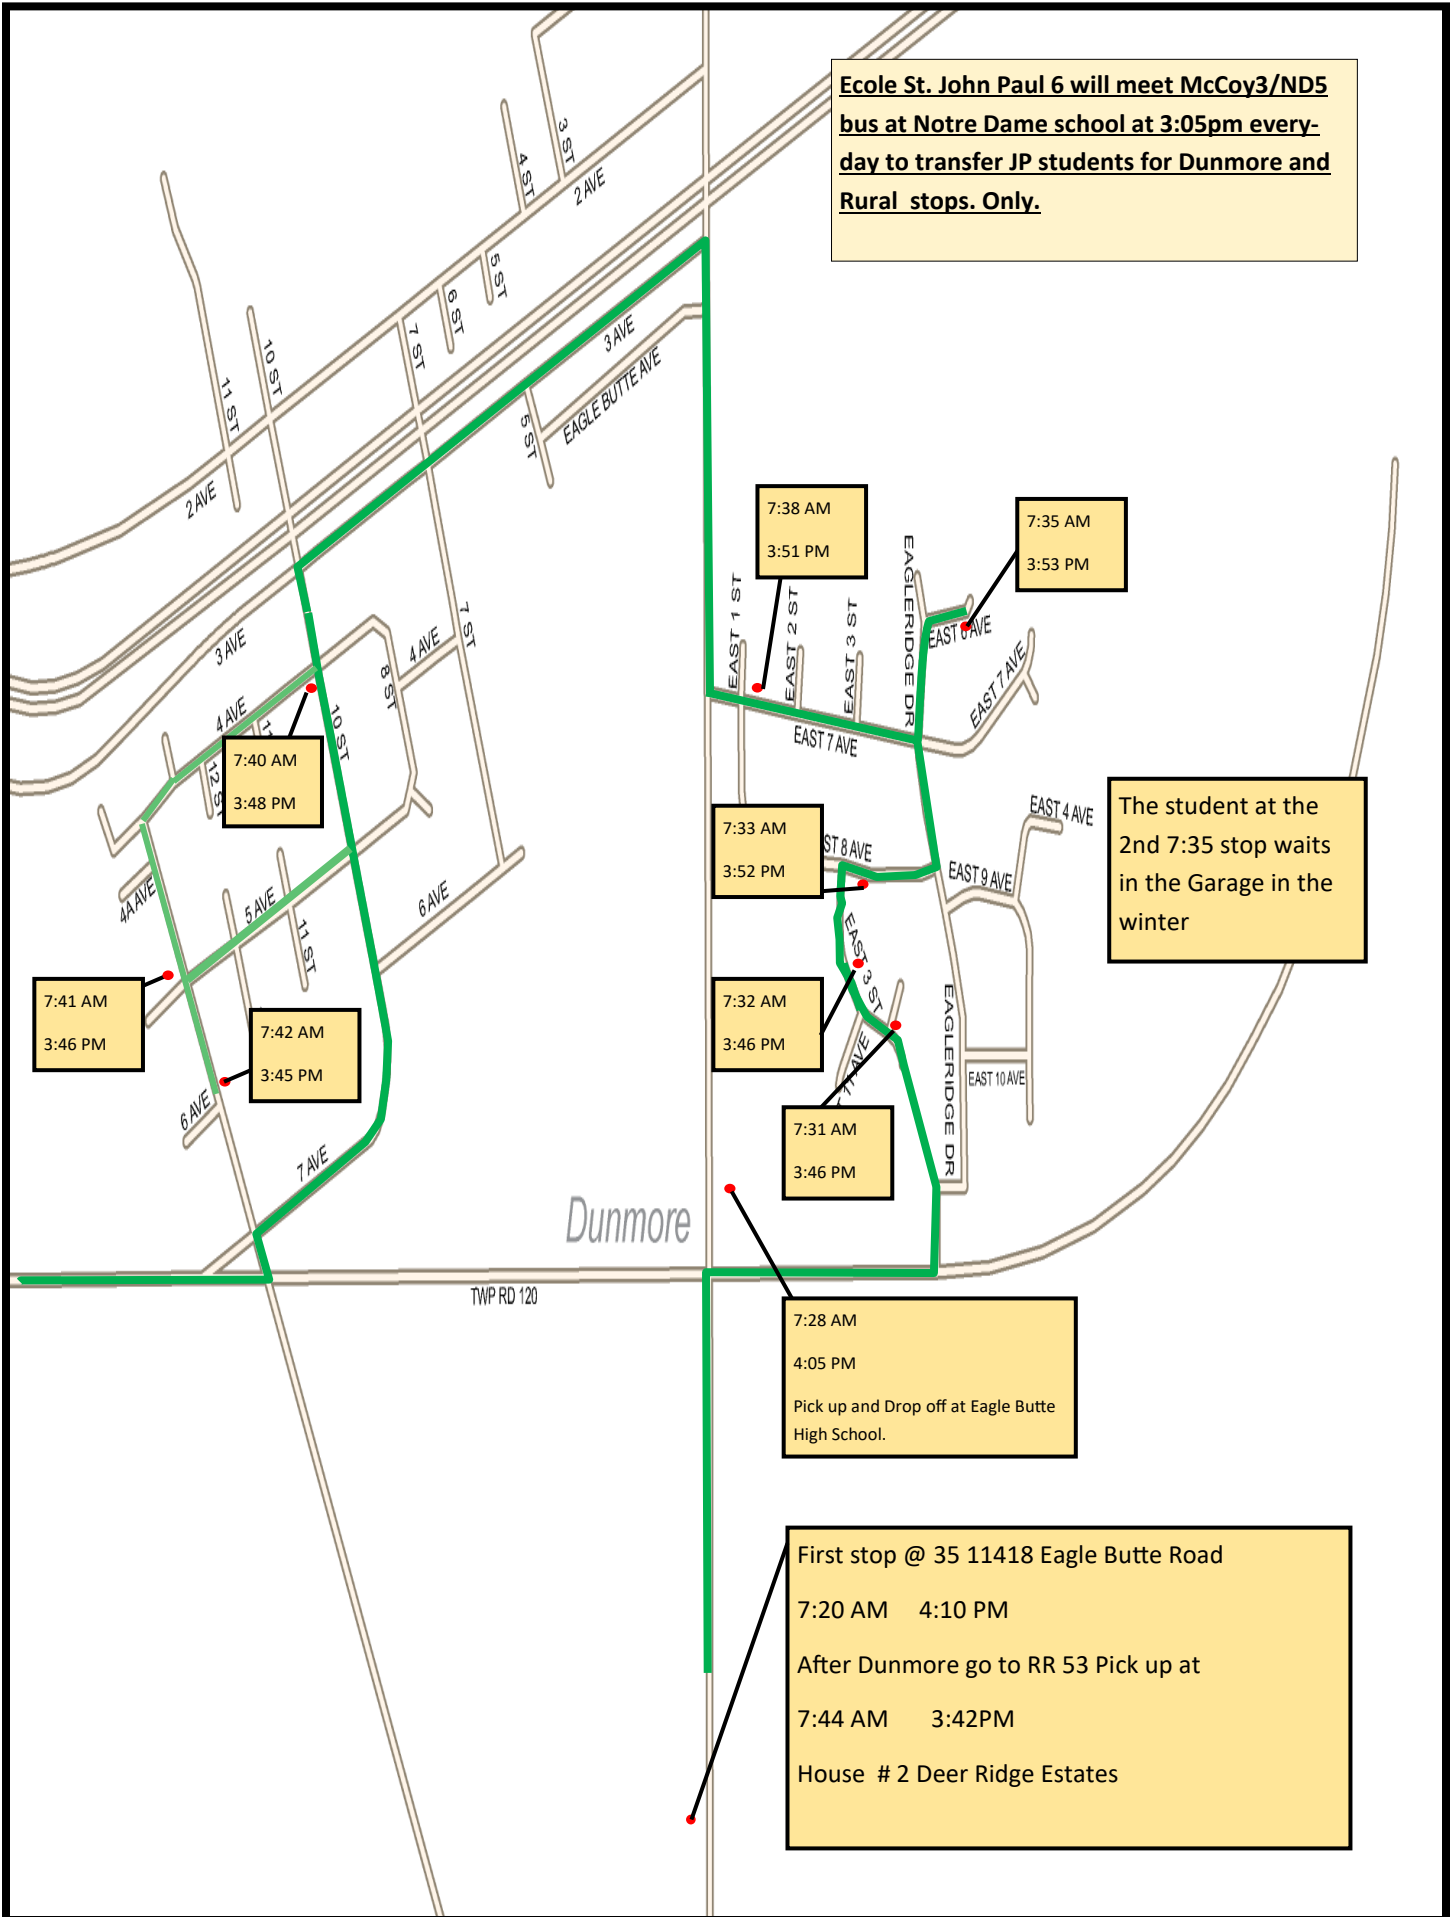 Ecole St. John Paul 6 will meet McCoy3/ND5
bus at Notre Dame school at 3:05pm every-
day to transfer JP students for Dunmore and
Rural stops. Only.
3 ST
4 ST
2 AVE
5 ST
6 ST
7 ST
10 ST
11 ST
2 AVE
3 AVE
EAGLE BUTTE AVE
5 ST
7:38 AM
3:51 PM
7:35 AM
3:53 PM
EAST 1 ST
EAST 2 ST
EAST 3 ST
EAGLERIDGE DR
EAST 6 AVE
EAST 7 AVE
EAST 7 AVE
3 AVE
4 AVE
7 ST
8 ST
4 AVE
10 ST
11
12 ST
7:40 AM
3:48 PM
7:33 AM
3:52 PM
ST 8 AVE
EAST 4 AVE
EAST 9 AVE
The student at the
2nd 7:35 stop waits
in the Garage in the
winter
4A AVE
5 AVE
11 ST
6 AVE
EAST 3 ST
7:41 AM
3:46 PM
7:42 AM
3:45 PM
7:32 AM
3:46 PM
EAGLERIDGE DR
EAST 10 AVE
6 AVE
7 AVE
7:31 AM
3:46 PM
Dunmore
TWP RD 120
7:28 AM
4:05 PM
Pick up and Drop off at Eagle Butte
High School.
First stop @ 35 11418 Eagle Butte Road
7:20 AM 4:10 PM
After Dunmore go to RR 53 Pick up at
7:44 AM 3:42PM
House # 2 Deer Ridge Estates